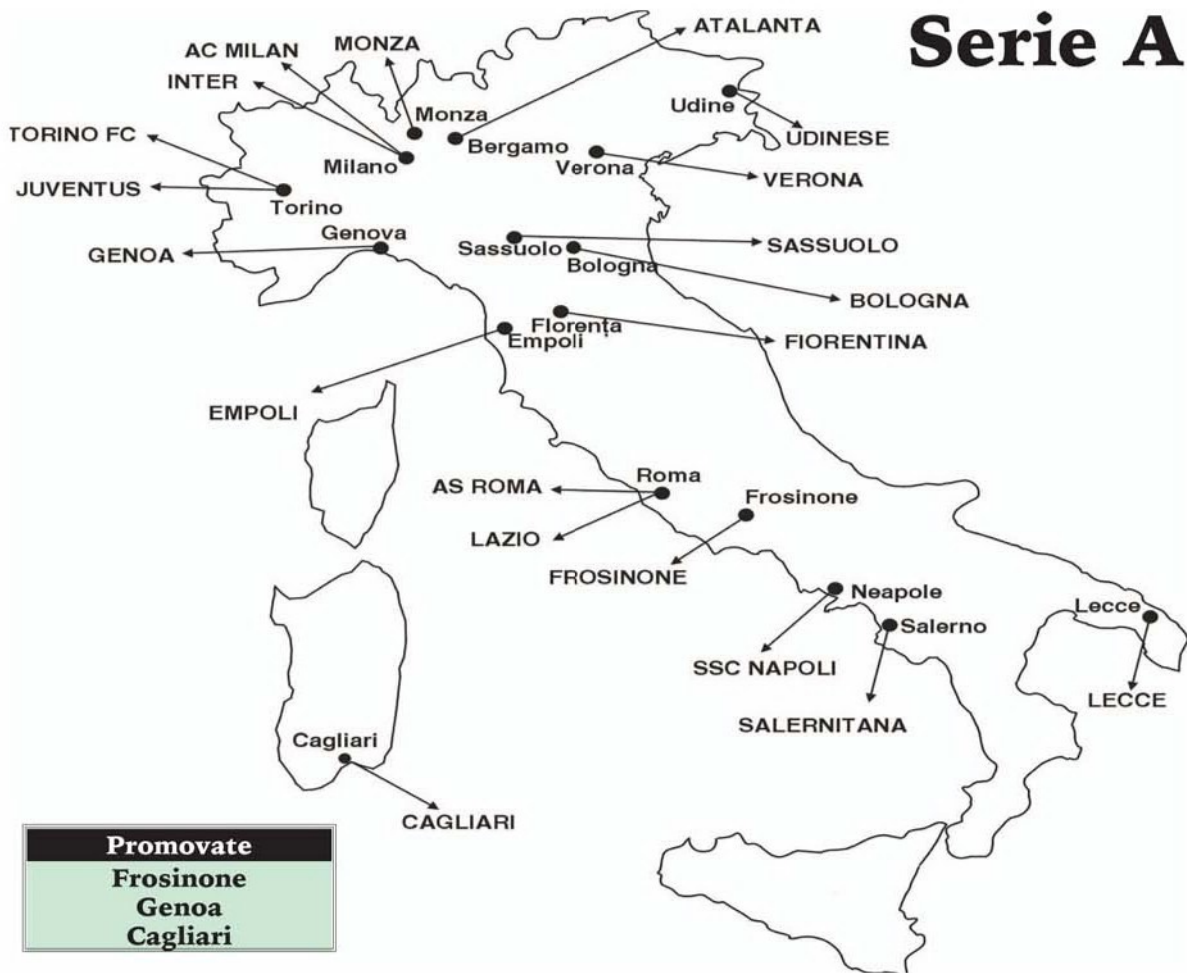 Serie A
ATALANTA
MONZA
AC MILAN
INTER
Monza
Udine
TORINO FC
Bergamo
UDINESE
Milano
Verona
JUVENTUS
VERONA
Torino
Genova
GENOA
Sassuolo
SASSUOLO
Bologna
BOLOGNA
Florența
Empoli
FIORENTINA
EMPOLI
Roma
AS ROMA
Frosinone
LAZIO
FROSINONE
Neapole
Lecce
Salerno
SSC NAPOLI
LECCE
SALERNITANA
Cagliari
CAGLIARI
Promovate
Frosinone
Genoa
Cagliari